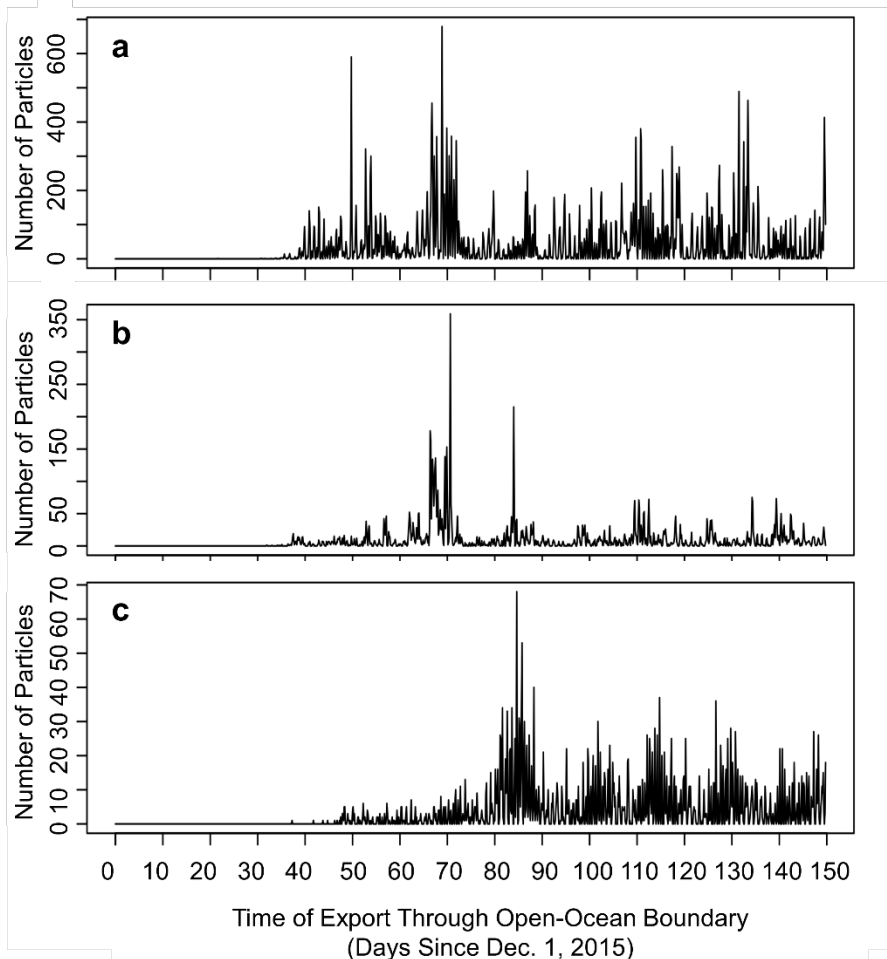 a
Number of Particles
0 200 400 600
b
Number of Particles
0 50 150 250 350
c
Number of Particles
0 10 20 30 40 50 60 70
0 10 20 30 40 50 60 70 80 90 100 110 120 130 140 150
Time of Export Through Open-Ocean Boundary
(Days Since Dec. 1, 2015)